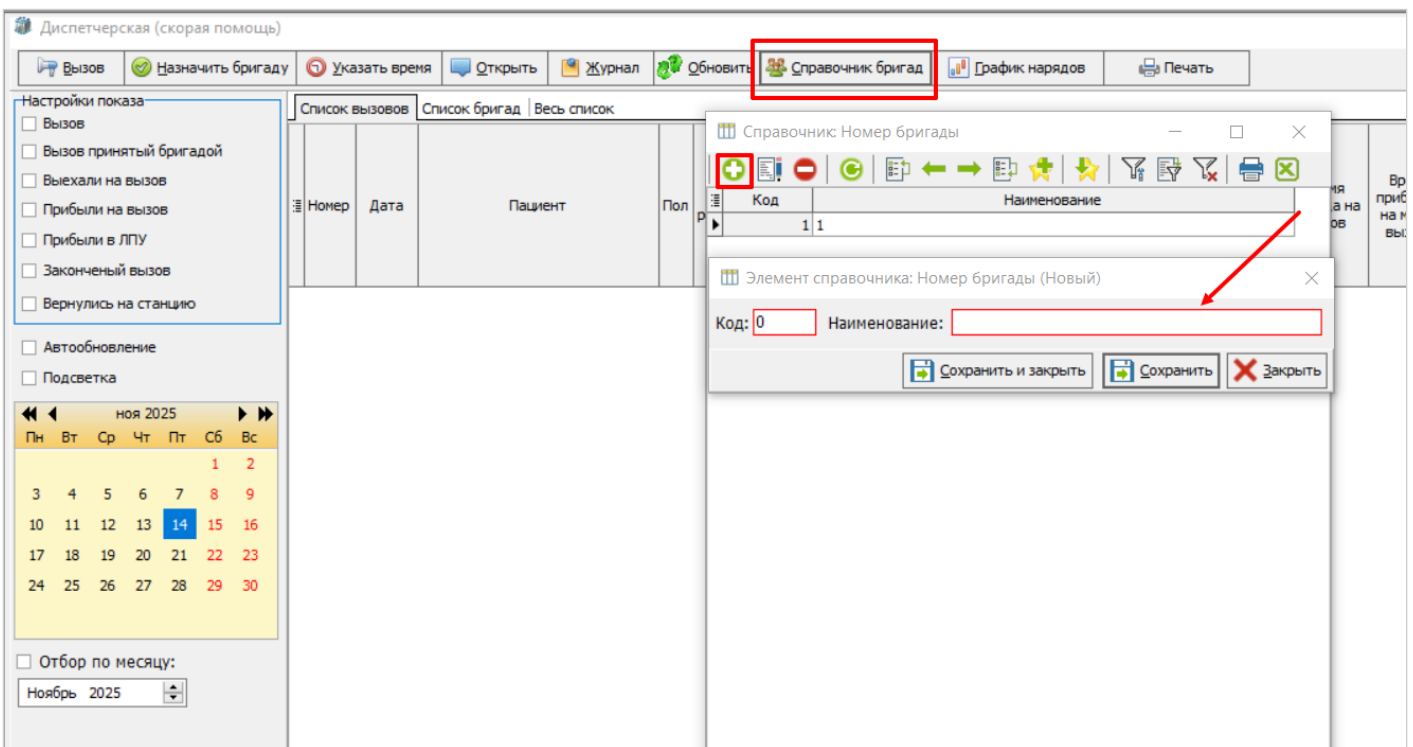 Диспетчерская (скорая помощь)
Вызов Назначить бригаду Указать время Открыть Журнал Обновить Справочник бригад График нарядов Печать
Настройки показа
Вызов
Вызов принятый бригадой
Выехали на вызов
Прибыли на вызов
Прибыли в ЛПУ
Законченый вызов
Вернулись на станцию
Автообновление
Подсветка
ноя 2025
Пн Вт Ср Чт Пт Сб Вс
1 2
3 4 5 6 7 8 9
10 11 12 13 14 15 16
17 18 19 20 21 22 23
24 25 26 27 28 29 30
Отбор по месяцу:
Ноябрь 2025
Список вызовов Список бригад Весь список
Номер Дата Пациент Пол
Справочник: Номер бригады
Код Наименование
1 1
Элемент справочника: Номер бригады (Новый)
Код: 0 Наименование:
Сохранить и закрыть Сохранить Закрыть